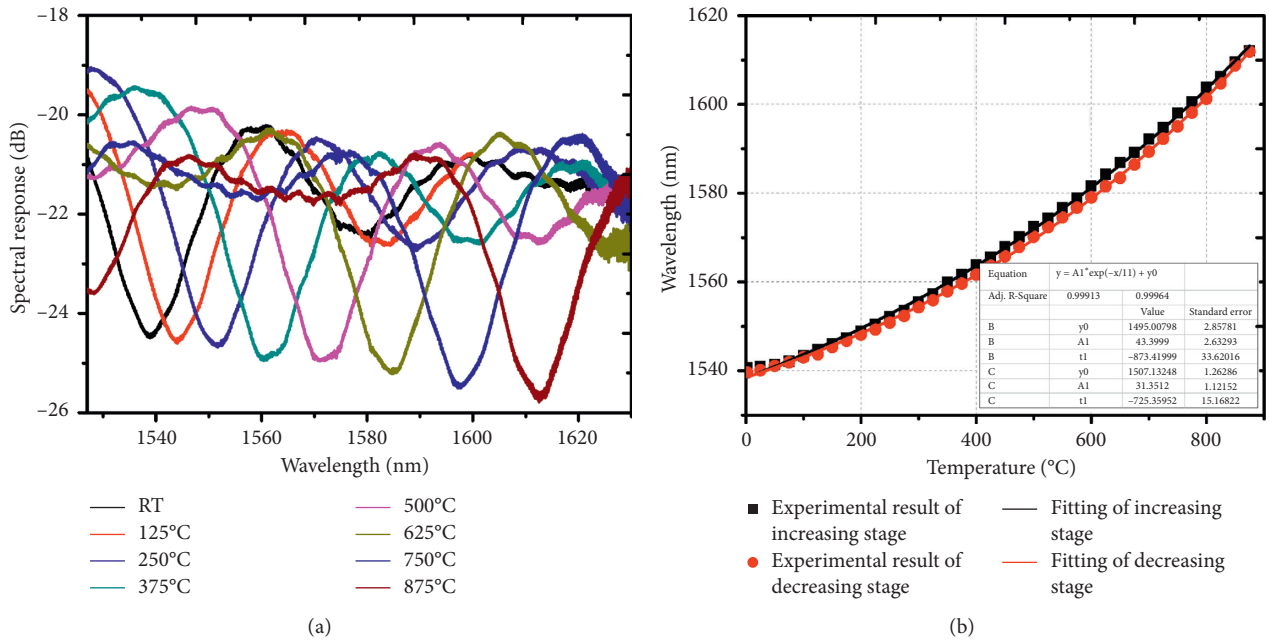 −18
−20
−22
−24
−26
Spectral response (dB)
1540
1560
1580
1600
1620
Wavelength (nm)
RT
125°C
250°C
375°C
500°C
625°C
750°C
875°C
(a)
1620
1600
1580
1560
1540
Wavelength (nm)
0
200
400
600
800
Temperature (°C)
Equation y = A1*exp(−x/11) + y0
Adj. R-Square 0.99913 0.99964
Value Standard error
B y0 1495.00798 2.85781
B A1 43.3999 2.63293
B t1 −873.41999 33.62016
C y0 1507.13248 1.26286
C A1 31.3512 1.12152
C t1 −725.35952 15.16822
Experimental result of
increasing stage
Experimental result of
decreasing stage
Fitting of increasing
stage
Fitting of decreasing
stage
(b)